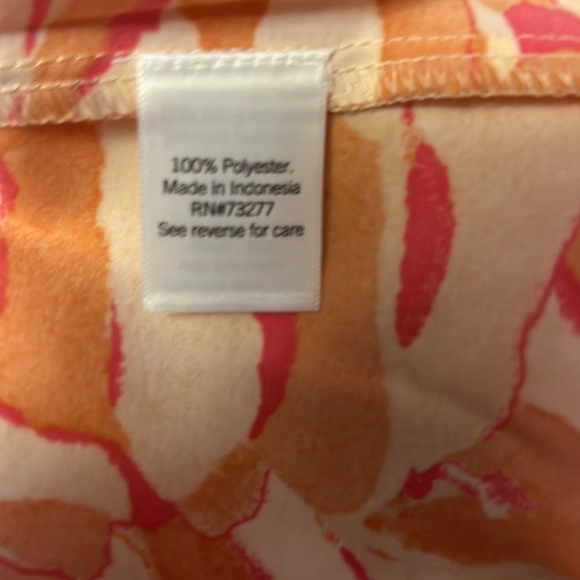 100% Polyester.
Made in Indonesia
RN#73277
See reverse for care